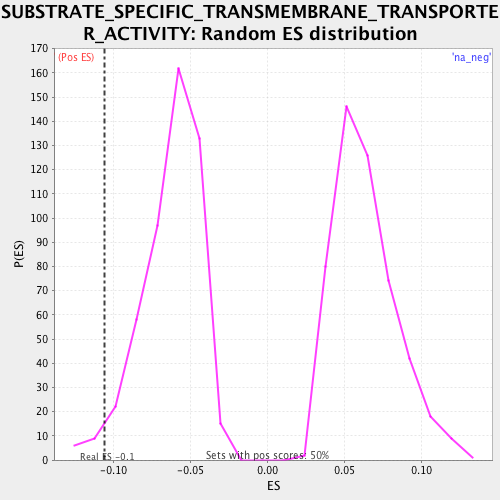 SUBSTRATE_SPECIFIC_TRANSMEMBRANE_TRANSPORTE
R_ACTIVITY: Random ES distribution
(Pos ES)
'na_neg'
170
160
150
140
130
120
110
100
90
80
70
60
50
40
30
20
10
0
P(ES)
Real ES -0.1
Sets with pos scores: 50%
-0.10
-0.05
0.00
0.05
0.10
ES